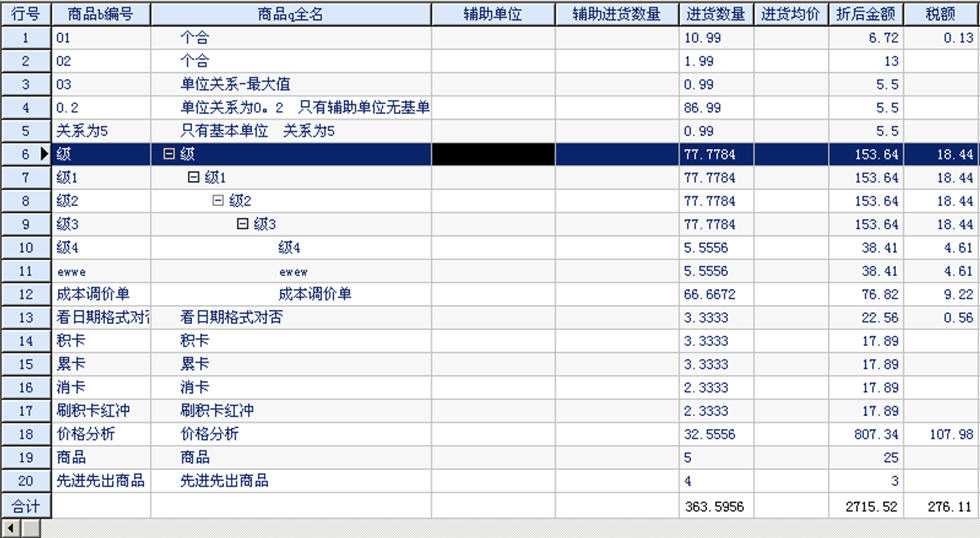 行号 商品b编号 商品q全名 辅助单位 辅助进货数量 进货数量 进货均价 折后金额 税额
1 01 个合 10.99 6.72 0.13
2 02 个合 1.99 13
3 03 单位关系-最大值 0.99 5.5
4 0.2 单位关系为0。2 只有辅助单位无基单 86.99 5.5
5 关系为5 只有基本单位 关系为5 0.99 5.5
6 级 级 77.7784 153.64 18.44
7 级1 级1 77.7784 153.64 18.44
8 级2 级2 77.7784 153.64 18.44
9 级3 级3 77.7784 153.64 18.44
10 级4 级4 5.5556 38.41 4.61
11 ewwe ewew 5.5556 38.41 4.61
12 成本调价单 成本调价单 66.6672 76.82 9.22
13 看日期格式对 看日期格式对否 3.3333 22.56 0.56
14 积卡 积卡 3.3333 17.89
15 累卡 累卡 3.3333 17.89
16 消卡 消卡 2.3333 17.89
17 刷积卡红冲 刷积卡红冲 2.3333 17.89
18 价格分析 价格分析 32.5556 807.34 107.98
19 商品 商品 5 25
20 先进先出商品 先进先出商品 4 3
合计 363.5956 2715.52 276.11